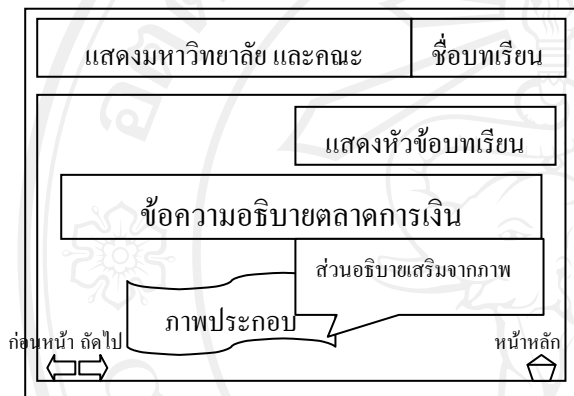 แสดงมหาวิทยาลัย และคณะ ชื่อบทเรียน
แสดงหัวข้อบทเรียน
ข้อความอธิบายตลาดการเงิน
ส่วนอธิบายเสริมจากภาพ
ภาพประกอบ
ก่อนหน้า ถัดไป หน้าหลัก